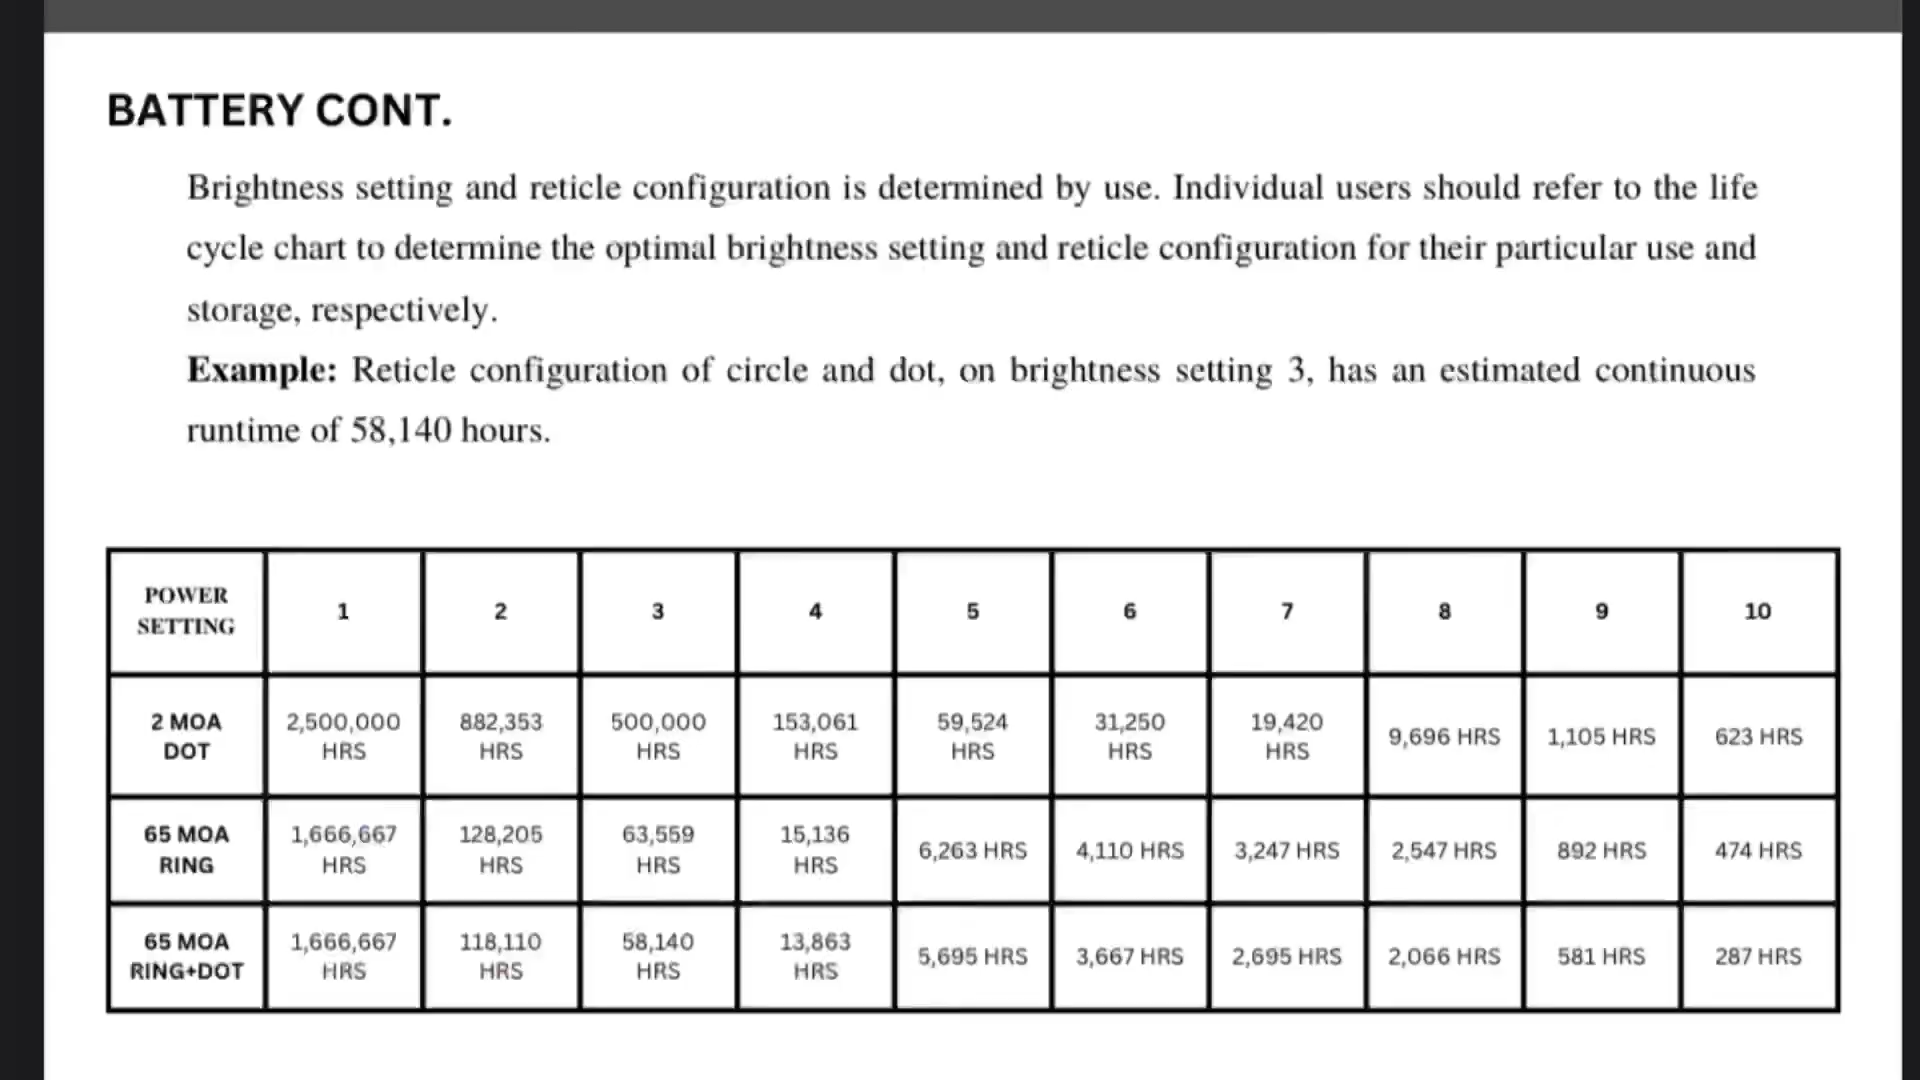 BATTERY CONT.
Brightness setting and reticle configuration is determined by use. Individual users should refer to the life
cycle chart to determine the optimal brightness setting and reticle configuration for their particular use and
storage, respectively.
Example: Reticle configuration of circle and dot, on brightness setting 3, has an estimated continuous
runtime of 58,140 hours.
POWER SETTING 1 2 3 4 5 6 7 8 9 10
2 MOA DOT 2,500,000 HRS 882,353 HRS 500,000 HRS 153,061 HRS 59,524 HRS 31,250 HRS 19,420 HRS 9,696 HRS 1,105 HRS 623 HRS
65 MOA RING 1,666,667 HRS 128,205 HRS 63,559 HRS 15,136 HRS 6,263 HRS 4,110 HRS 3,247 HRS 2,547 HRS 892 HRS 474 HRS
65 MOA RING+DOT 1,666,667 HRS 118,110 HRS 58,140 HRS 13,863 HRS 5,695 HRS 3,667 HRS 2,695 HRS 2,066 HRS 581 HRS 287 HRS